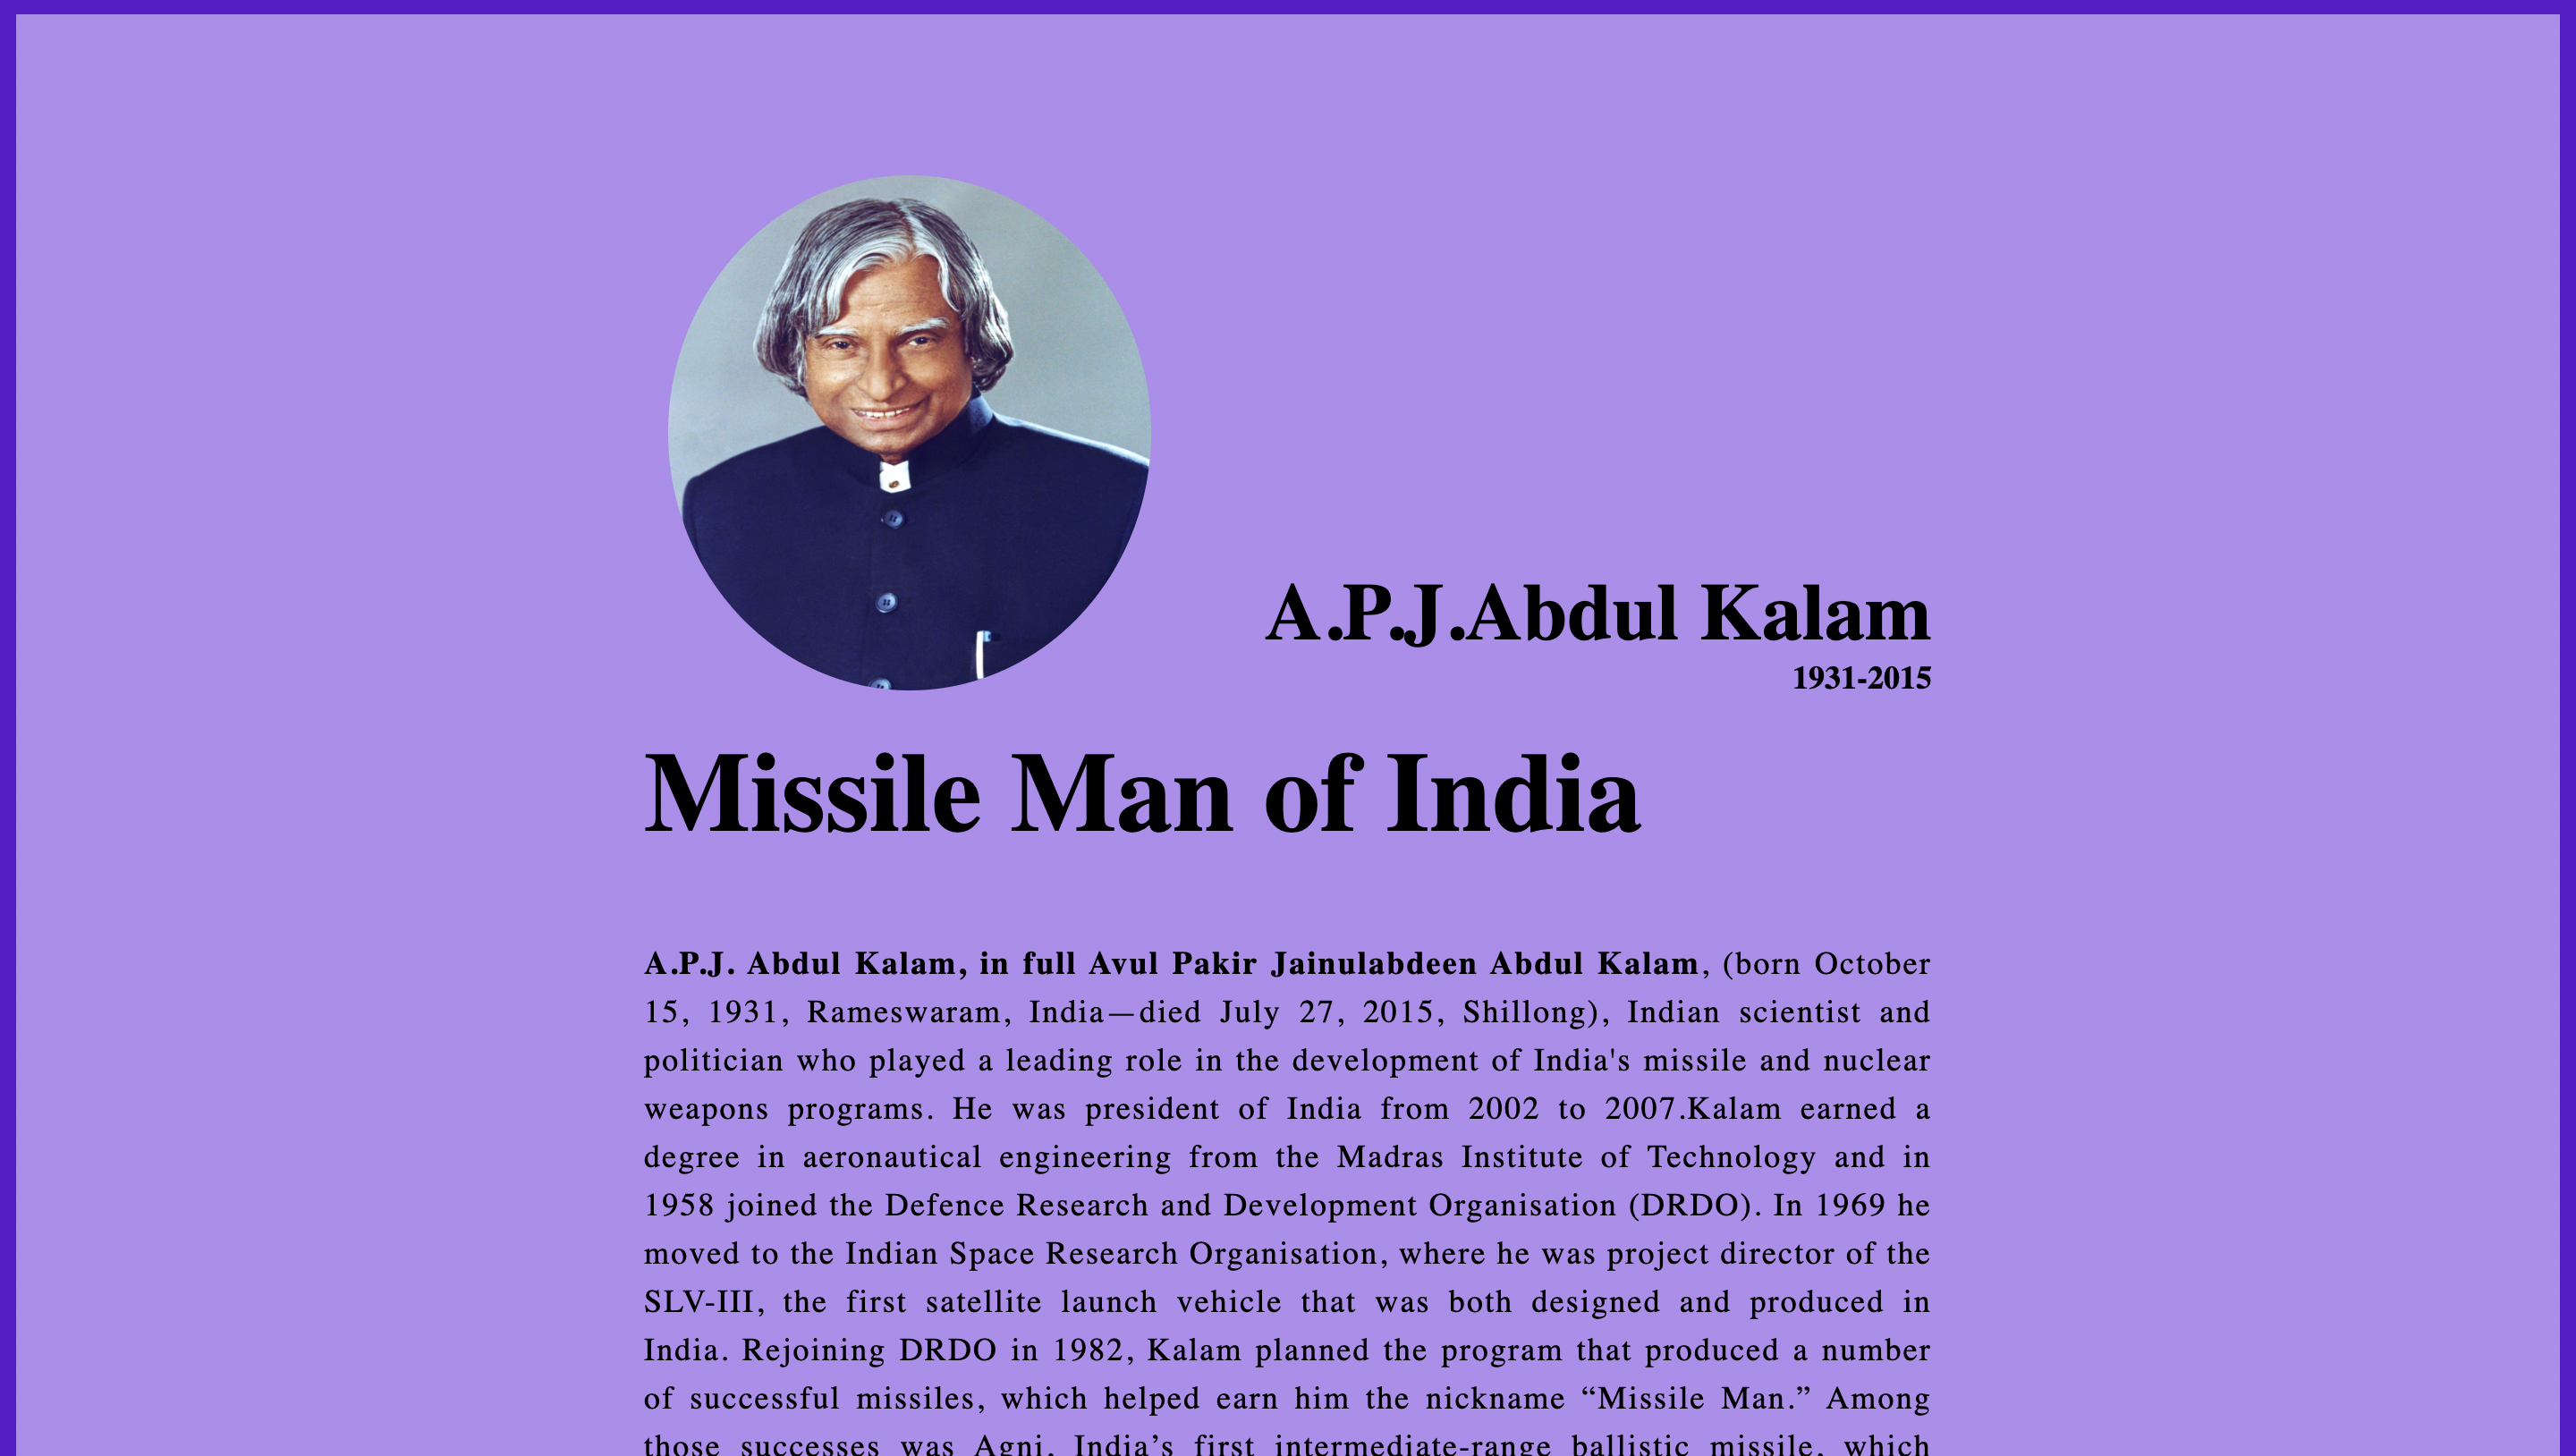 A.P.J.Abdul Kalam
1931-2015
Missile Man of India
A.P.J. Abdul Kalam, in full Avul Pakir Jainulabdeen Abdul Kalam, (born October
15, 1931, Rameswaram, India—died July 27, 2015, Shillong), Indian scientist and
politician who played a leading role in the development of India's missile and nuclear
weapons programs. He was president of India from 2002 to 2007.Kalam earned a
degree in aeronautical engineering from the Madras Institute of Technology and in
1958 joined the Defence Research and Development Organisation (DRDO). In 1969 he
moved to the Indian Space Research Organisation, where he was project director of the
SLV-III, the first satellite launch vehicle that was both designed and produced in
India. Rejoining DRDO in 1982, Kalam planned the program that produced a number
of successful missiles, which helped earn him the nickname “Missile Man.” Among
those successes was Agni, India’s first intermediate-range ballistic missile, which